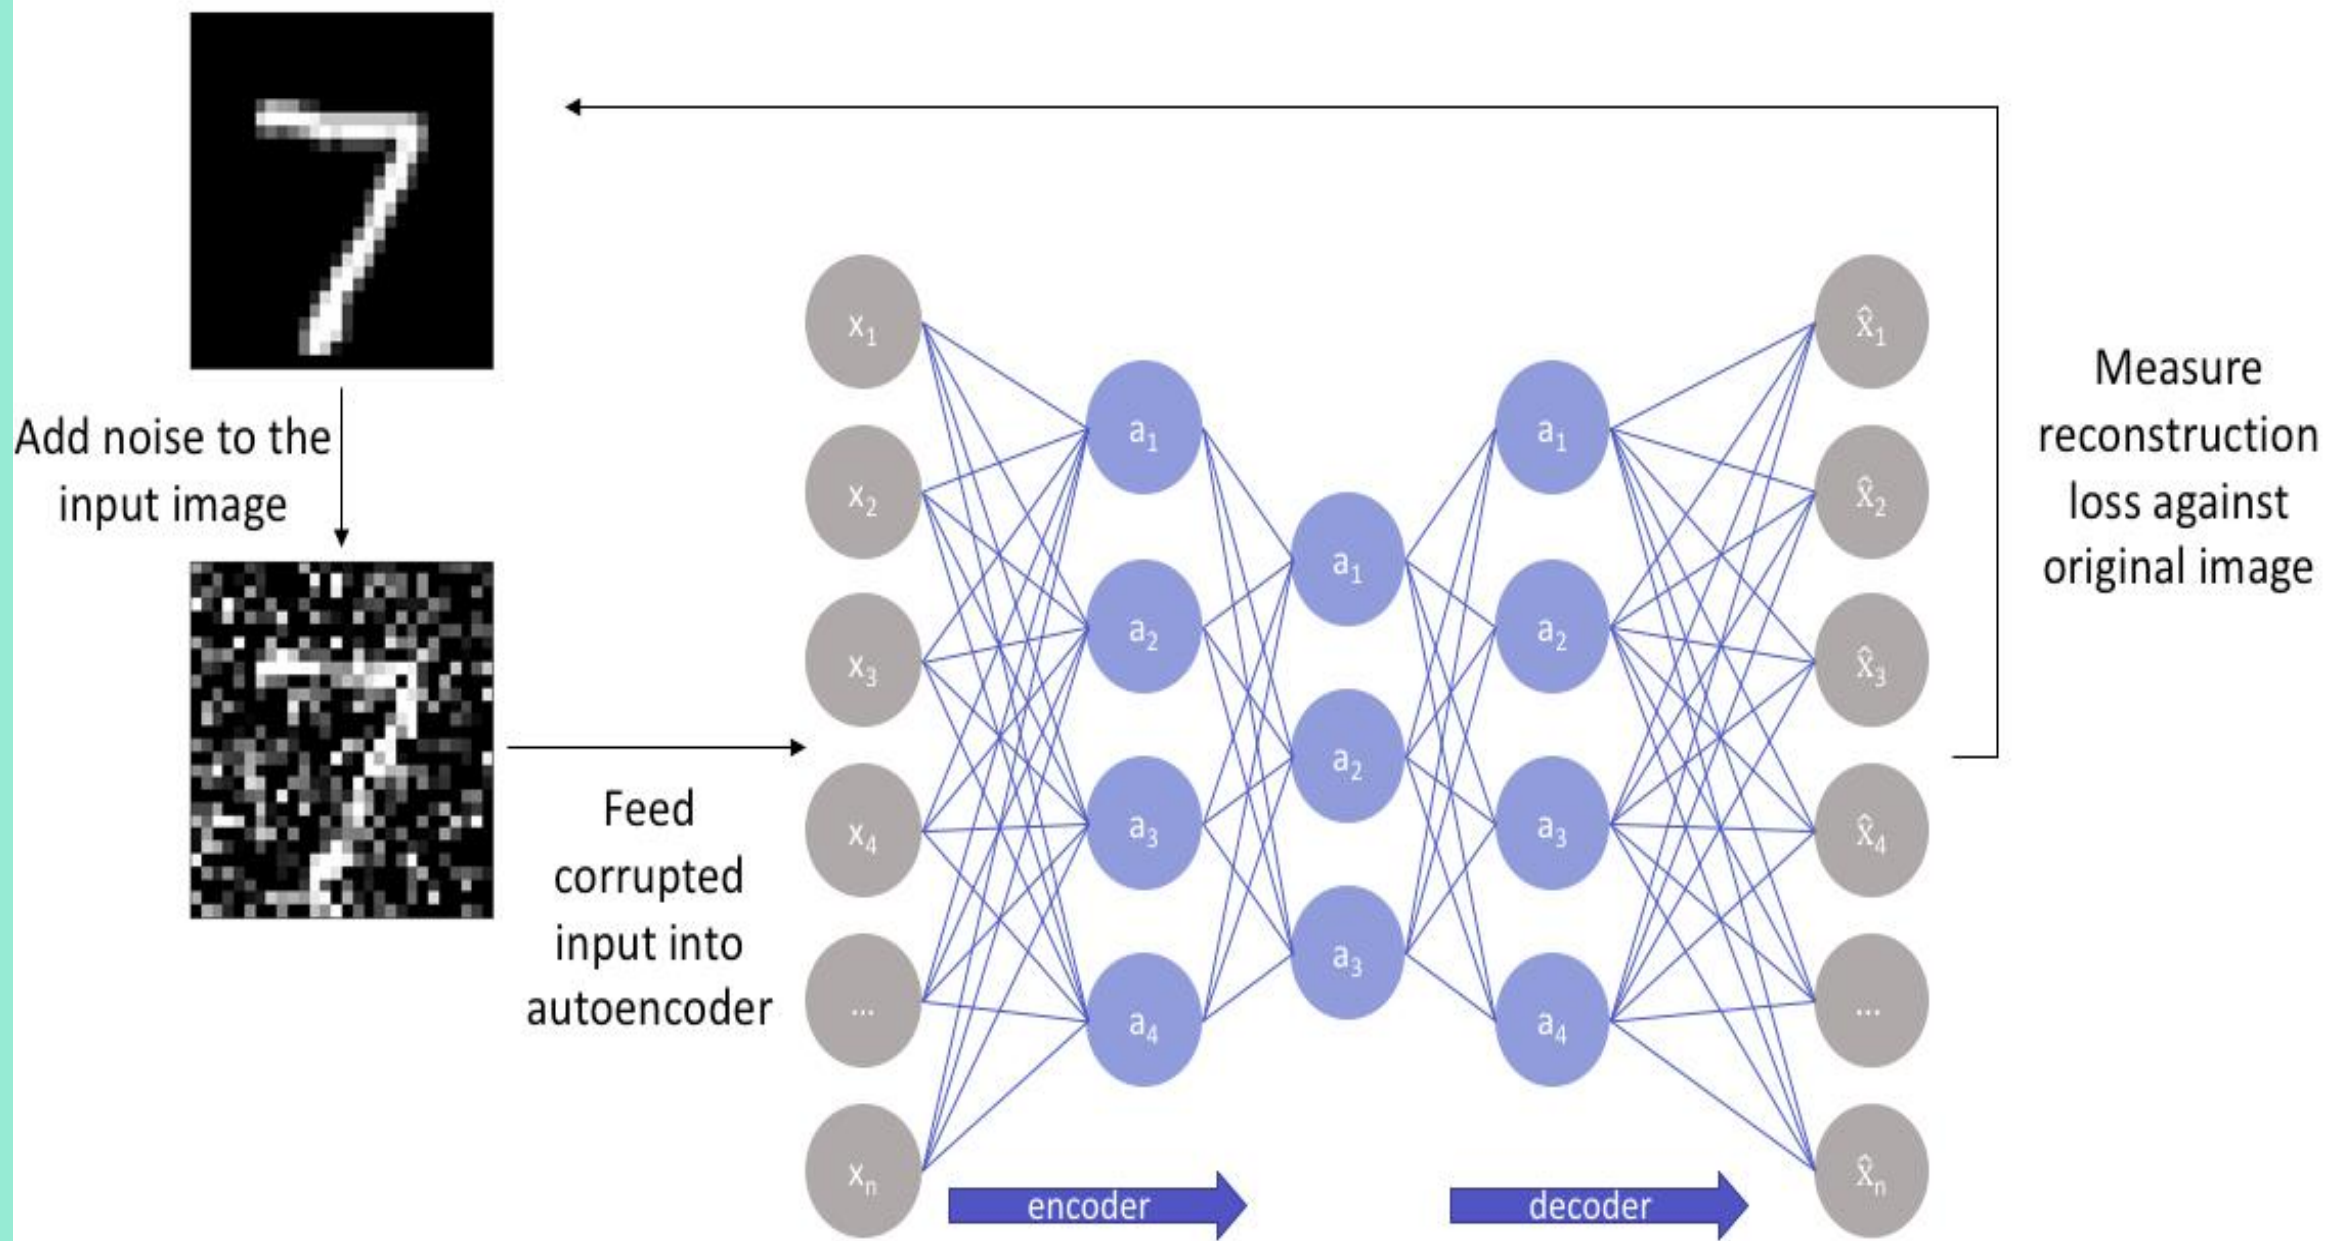 Add noise to the
input image
Feed
corrupted
input into
autoencoder
x₁
x₂
x₃
x₄
...
xₙ
a₁
a₂
a₃
a₄
a₁
a₂
a₃
a₁
a₂
a₃
a₄
x̂₁
x̂₂
x̂₃
x̂₄
...
x̂ₙ
encoder
decoder
Measure
reconstruction
loss against
original image
7
7